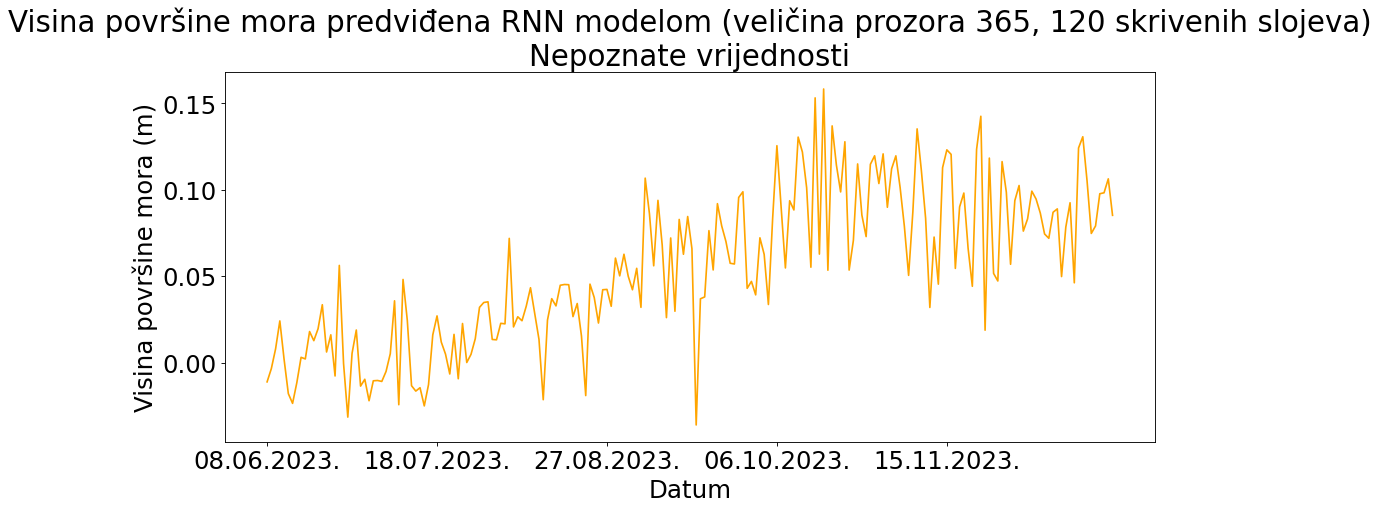 Visina površine mora predviđena RNN modelom (veličina prozora 365, 120 skrivenih slojeva)
Nepoznate vrijednosti
Visina površine mora (m)
0.15
0.10
0.05
0.00
08.06.2023. 18.07.2023. 27.08.2023. 06.10.2023. 15.11.2023.
Datum